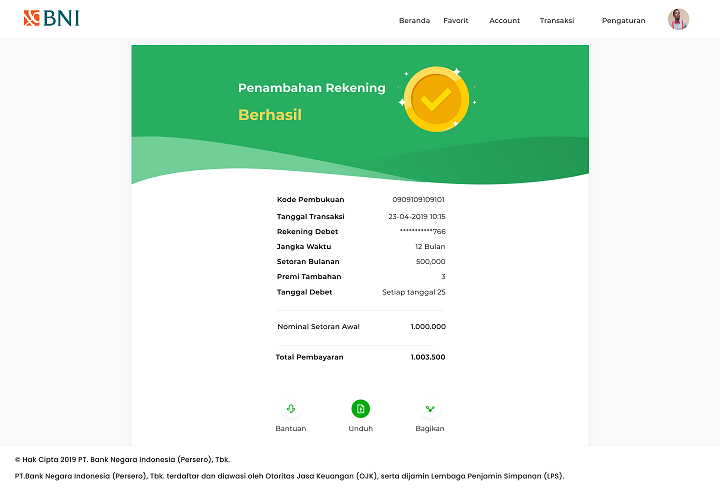 BNI
Beranda Favorit Account Transaksi Pengaturan
Penambahan Rekening
Berhasil
Kode Pembukuan 0909109109101
Tanggal Transaksi 23-04-2019 10:15
Rekening Debet ***********766
Jangka Waktu 12 Bulan
Setoran Bulanan 500,000
Premi Tambahan 3
Tanggal Debet Setiap tanggal 25
Nominal Setoran Awal 1.000.000
Total Pembayaran 1.003.500
Bantuan Unduh Bagikan
© Hak Cipta 2019 PT. Bank Negara Indonesia (Persero), Tbk.
PT.Bank Negara Indonesia (Persero), Tbk. terdaftar dan diawasi oleh Otoritas Jasa Keuangan (OJK), serta dijamin Lembaga Penjamin Simpanan (LPS).